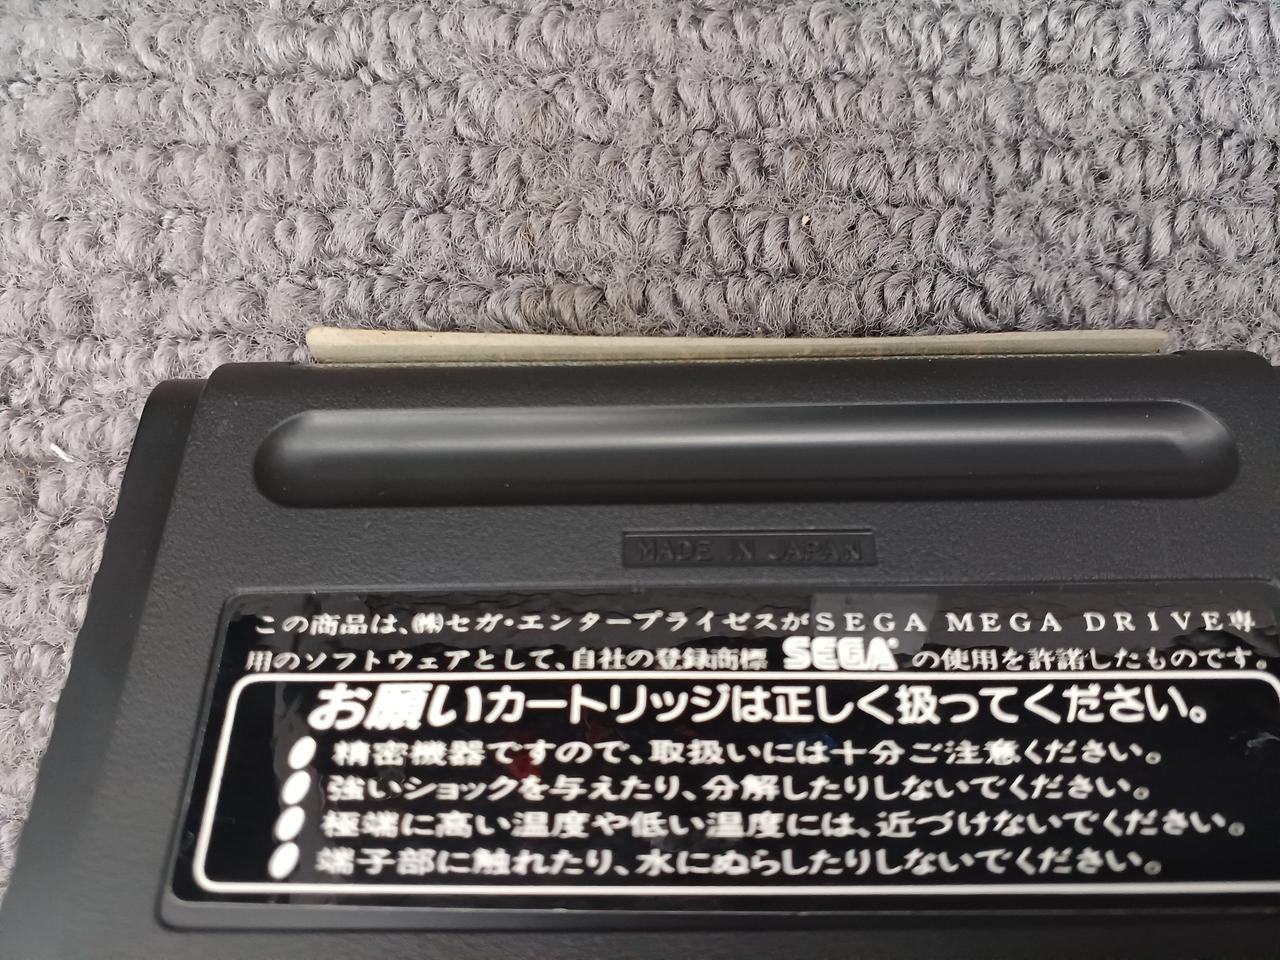 MADE IN JAPAN
この商品は、㈱セガ・エンタープライゼスがSEGA MEGA DRIVE専
用のソフトウェアとして、自社の登録商標 SEGA® の使用を許諾したものです。
お願いカートリッジは正しく扱ってください。
● 精密機器ですので、取扱いには十分ご注意ください。
● 強いショックを与えたり、分解したりしないでください。
● 極端に高い温度や低い温度には、近づけないでください。
● 端子部に触れたり、水にぬらしたりしないでください。